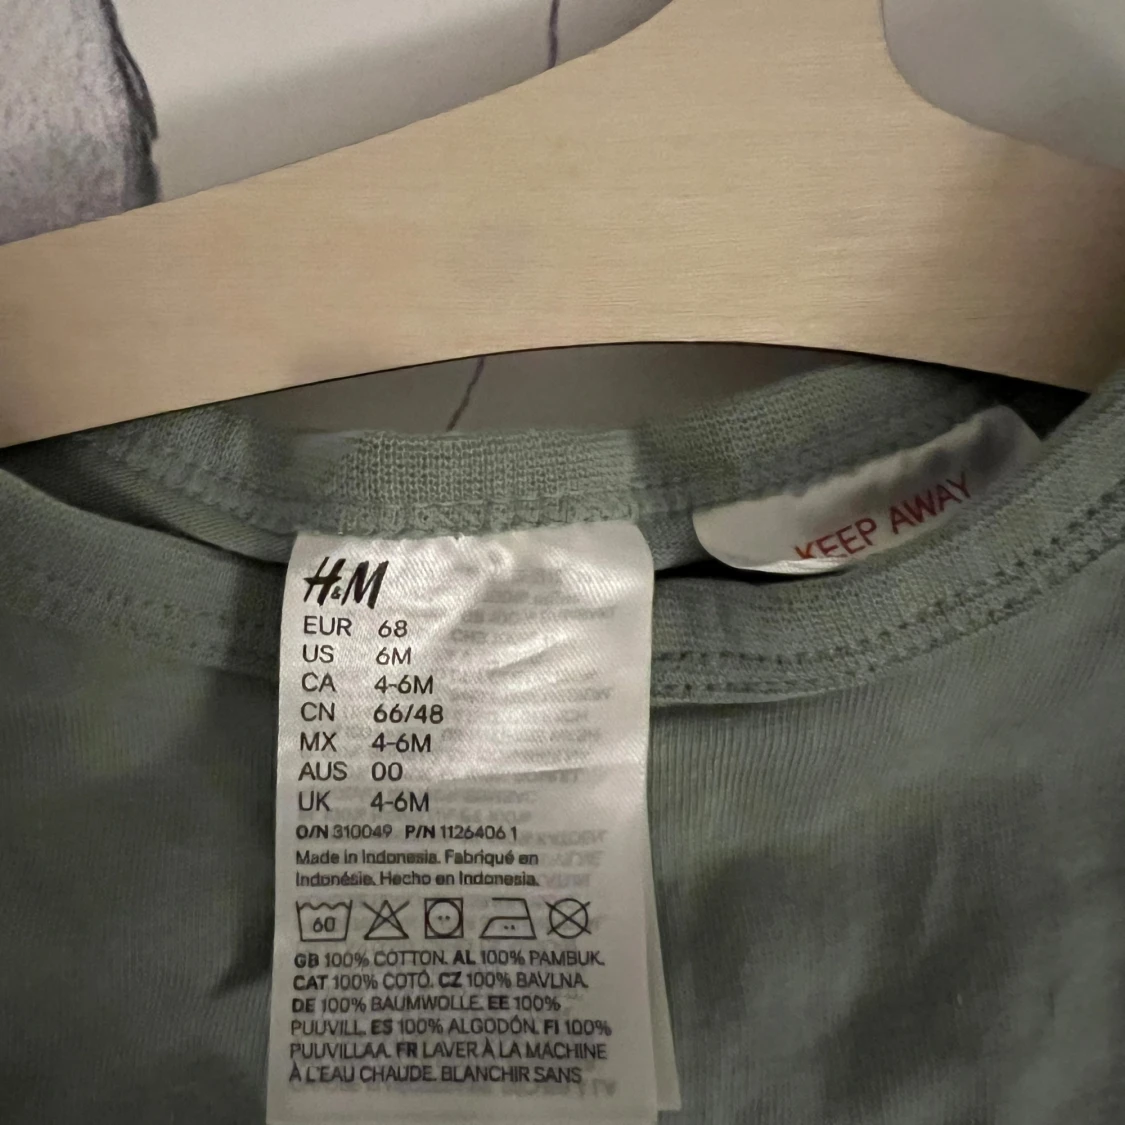 KEEP AWAY
H&M
EUR 68
US 6M
CA 4-6M
CN 66/48
MX 4-6M
AUS 00
UK 4-6M
O/N 310049 P/N 1126406 1
Made in Indonesia. Fabriqué en
Indonésie. Hecho en Indonesia.
60
GB 100% COTTON. AL 100% PAMBUK.
CAT 100% COTÓ. CZ 100% BAVLNA.
DE 100% BAUMWOLLE. EE 100%
PUUVILL. ES 100% ALGODÓN. FI 100%
PUUVILLAA. FR LAVER À LA MACHINE
À L'EAU CHAUDE. BLANCHIR SANS